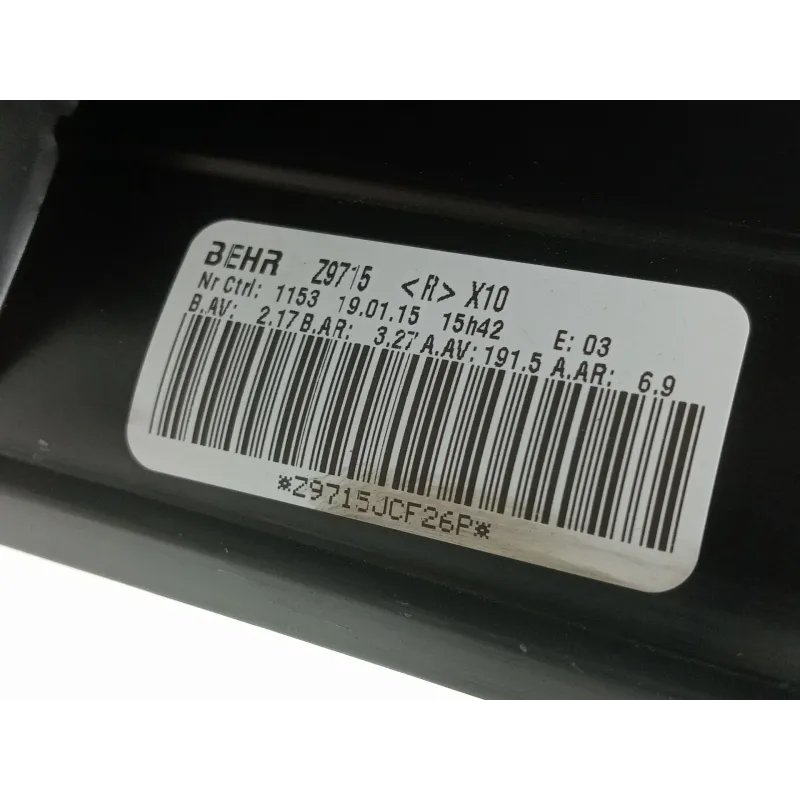 BEHR Z9715 <R> X10
Nr Ctrl: 1153 19.01.15 15h42 E: 03
B.AV: 2.17 B.AR: 3.27 A.AV: 191.5 A.AR: 6.9
*Z9715JCF26P*